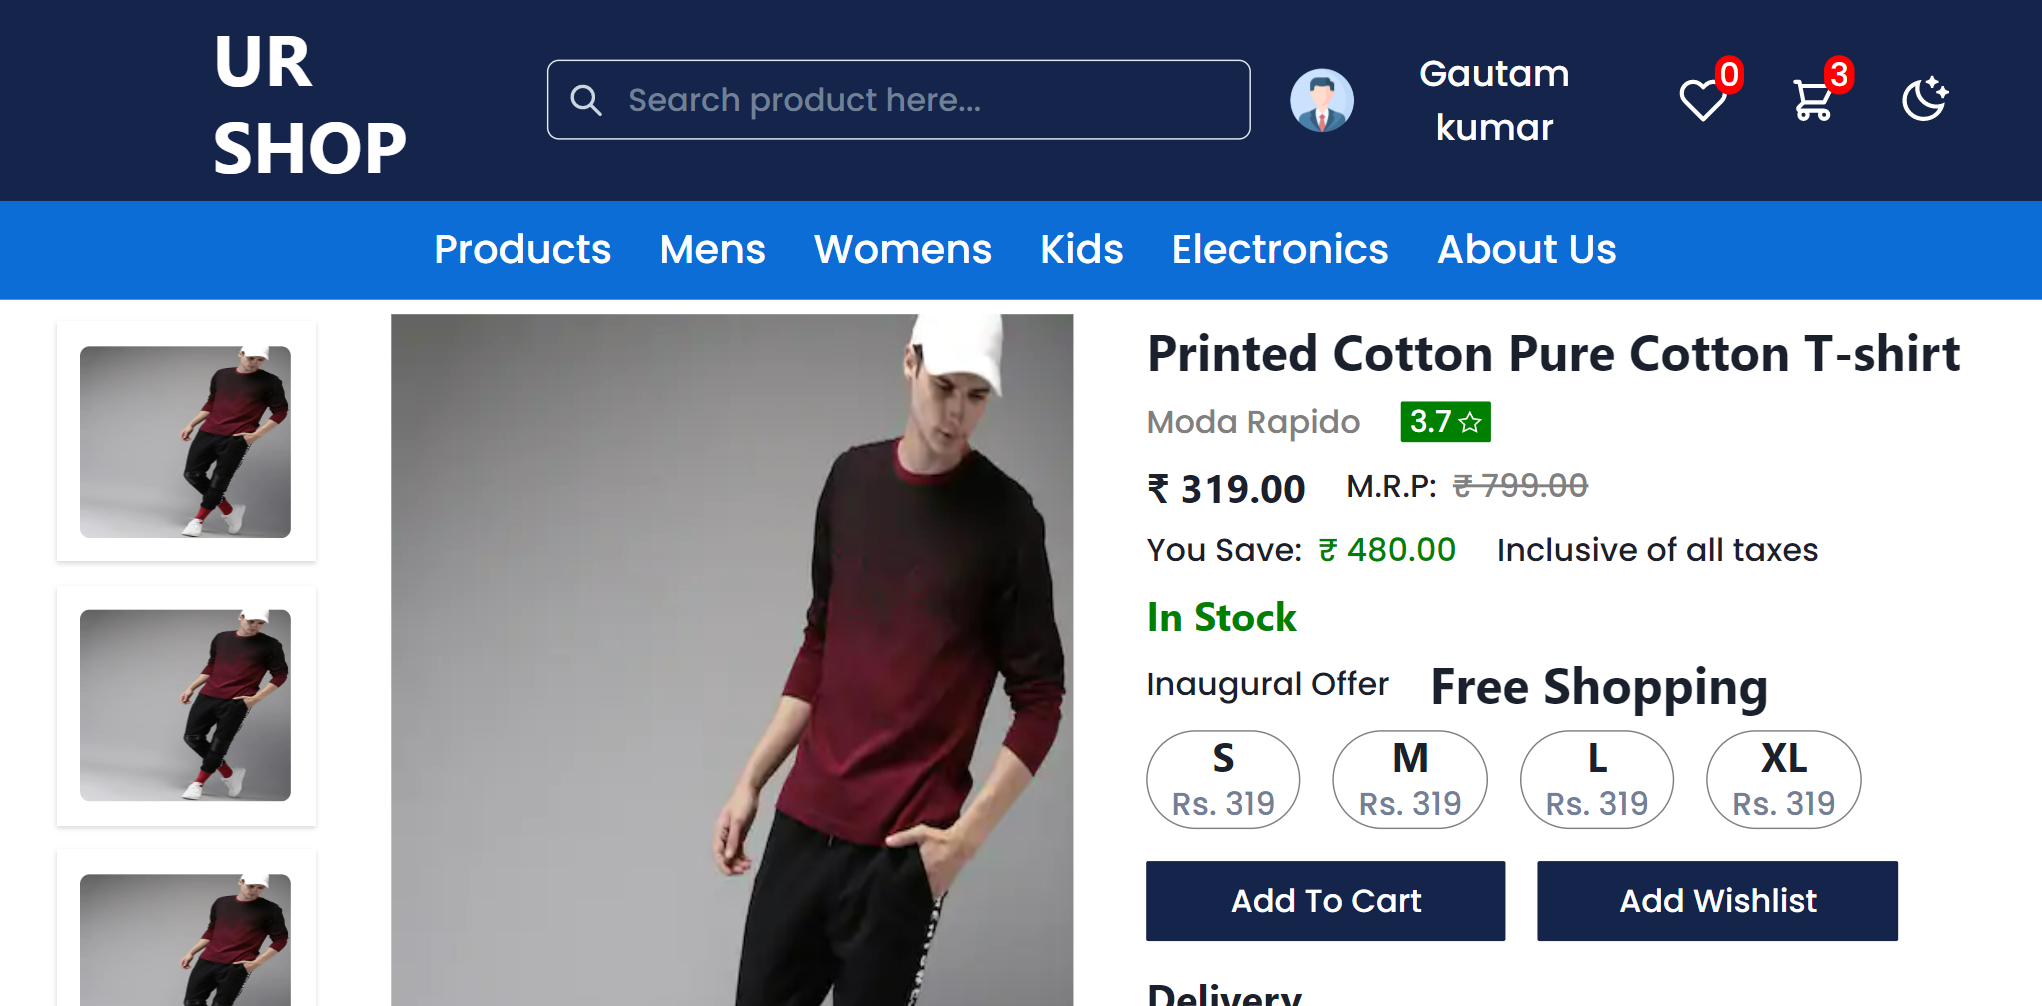 UR
SHOP
Search product here...
Gautam
kumar
0
3
Products Mens Womens Kids Electronics About Us
Printed Cotton Pure Cotton T-shirt
Moda Rapido 3.7
₹ 319.00 M.R.P: ₹ 799.00
You Save: ₹ 480.00 Inclusive of all taxes
In Stock
Inaugural Offer Free Shopping
S M L XL
Rs. 319 Rs. 319 Rs. 319 Rs. 319
Add To Cart Add Wishlist
Delivery